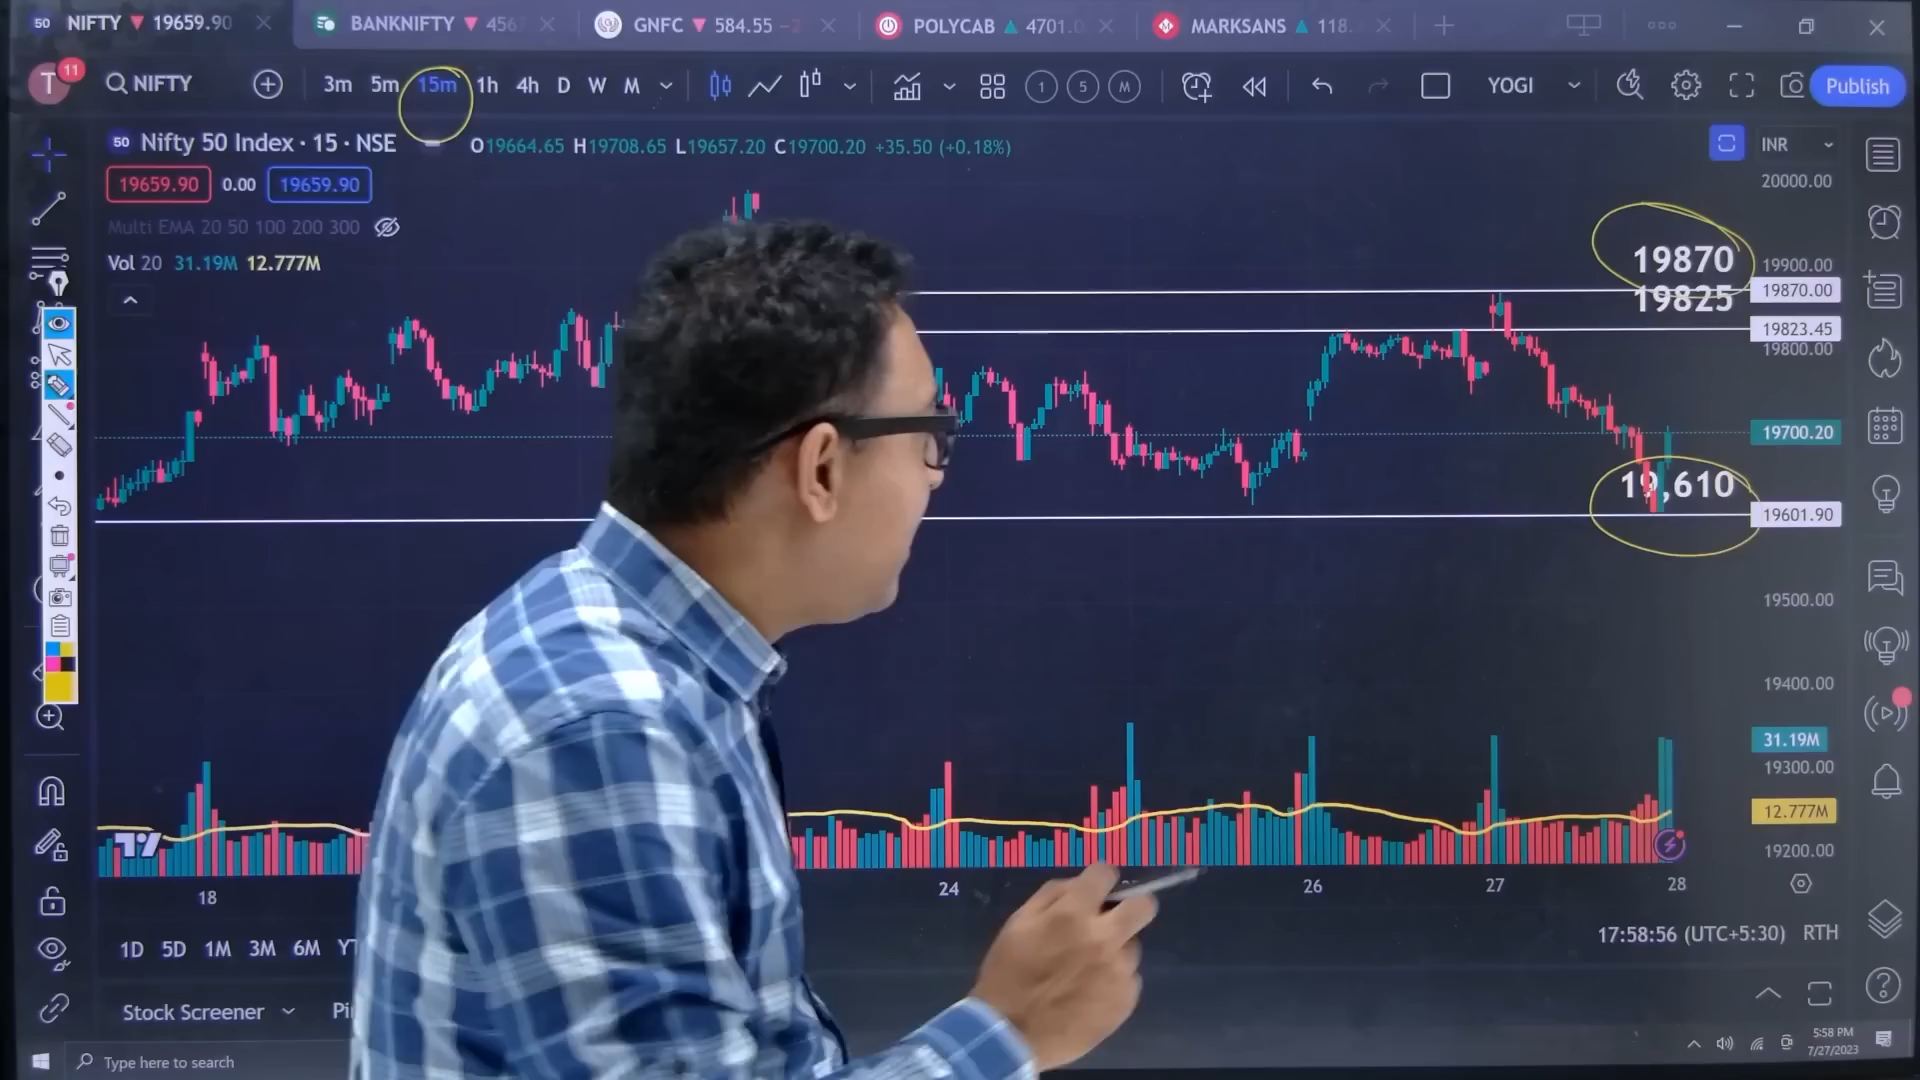 50 NIFTY ▼ 19659.90
BANKNIFTY ▼ 456
GNFC ▼ 584.55
POLYCAB ▲ 4701.
MARKSANS ▲ 118.
T 11 NIFTY 3m 5m 15m 1h 4h D W M 1 5 M YOGI Publish
50 Nifty 50 Index · 15 · NSE O19664.65 H19708.65 L19657.20 C19700.20 +35.50 (+0.18%)
INR
19659.90 0.00 19659.90
20000.00
Multi EMA 20 50 100 200 300
Vol 20 31.19M 12.777M
19870
19825
19900.00
19870.00
19823.45
19800.00
19700.20
19,610
19601.90
19500.00
19400.00
31.19M
19300.00
12.777M
19200.00
18 24 26 27 28
1D 5D 1M 3M 6M
17:58:56 (UTC+5:30) RTH
Stock Screener
Type here to search
5:58 PM
7/27/2023